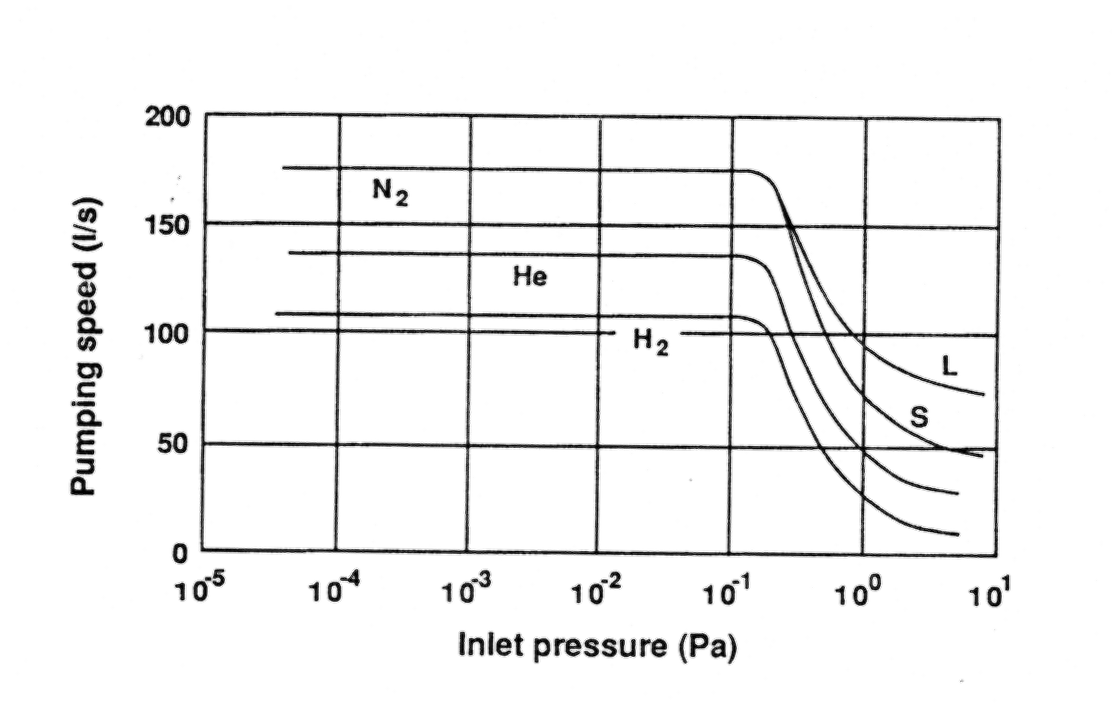 200
150
100
50
0
N₂
He
H₂
L
S
10⁻⁵ 10⁻⁴ 10⁻³ 10⁻² 10⁻¹ 10⁰ 10¹
Pumping speed (l/s)
Inlet pressure (Pa)